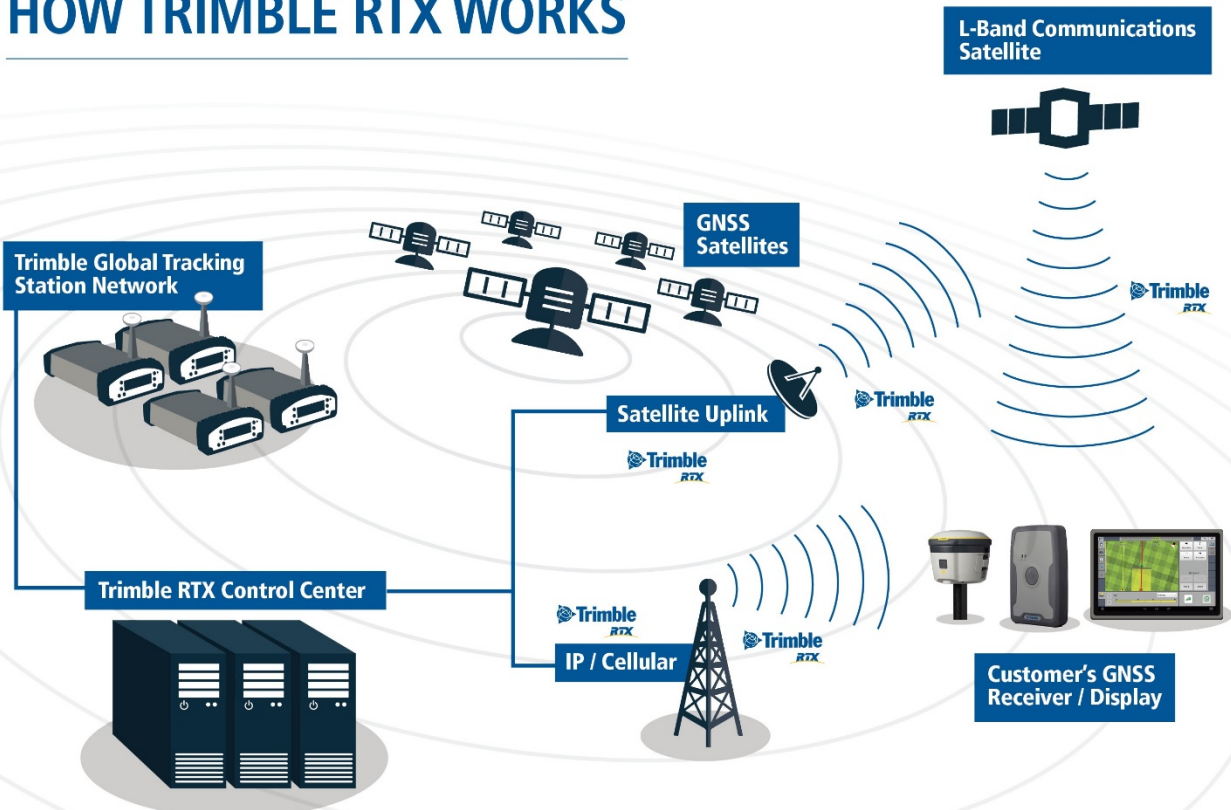 HOW TRIMBLE RTX WORKS
L-Band Communications
Satellite
GNSS
Satellites
Trimble Global Tracking
Station Network
Trimble
RTX
Satellite Uplink
Trimble
RTX
Trimble
RTX
Trimble RTX Control Center
Trimble
RTX
IP / Cellular
Trimble
RTX
Customer's GNSS
Receiver / Display